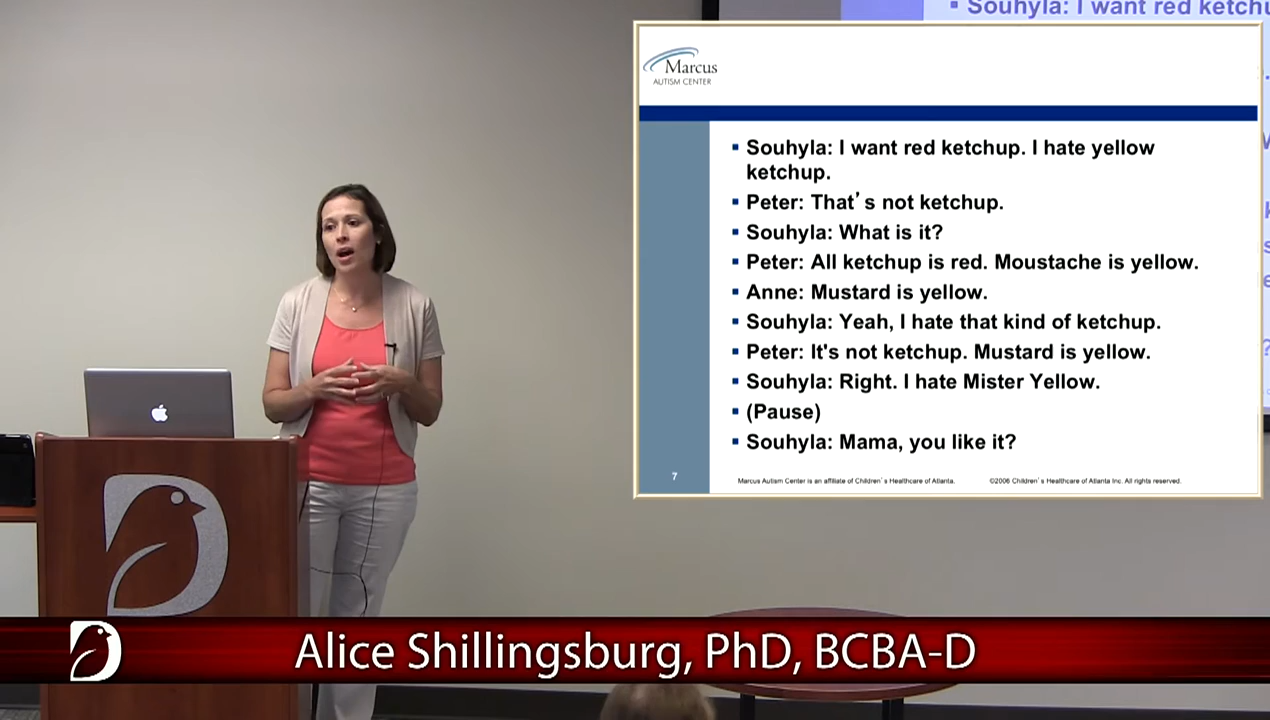 Souhyla: I want red ketchu
Marcus
AUTISM CENTER
▪ Souhyla: I want red ketchup. I hate yellow
ketchup.
▪ Peter: That's not ketchup.
▪ Souhyla: What is it?
▪ Peter: All ketchup is red. Moustache is yellow.
▪ Anne: Mustard is yellow.
▪ Souhyla: Yeah, I hate that kind of ketchup.
▪ Peter: It's not ketchup. Mustard is yellow.
▪ Souhyla: Right. I hate Mister Yellow.
▪ (Pause)
▪ Souhyla: Mama, you like it?
7
Marcus Autism Center is an affiliate of Children's Healthcare of Atlanta.
©2006 Children's Healthcare of Atlanta Inc. All rights reserved.
Alice Shillingsburg, PhD, BCBA-D